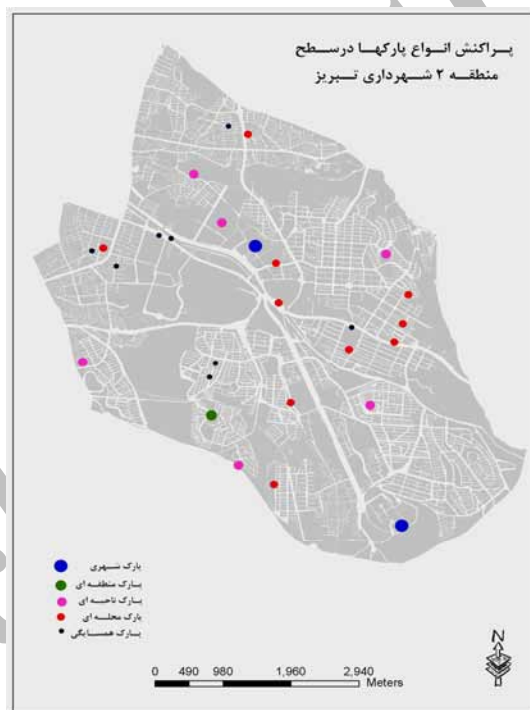 پراکنش انواع پارکها درسطح
منطقه ۲ شهرداری تبریز
پارک شهری
پارک منطقه ای
پارک ناحیه ای
پارک محله ای
پارک همسایگی
N
0 490 980 1,960 2,940
Meters